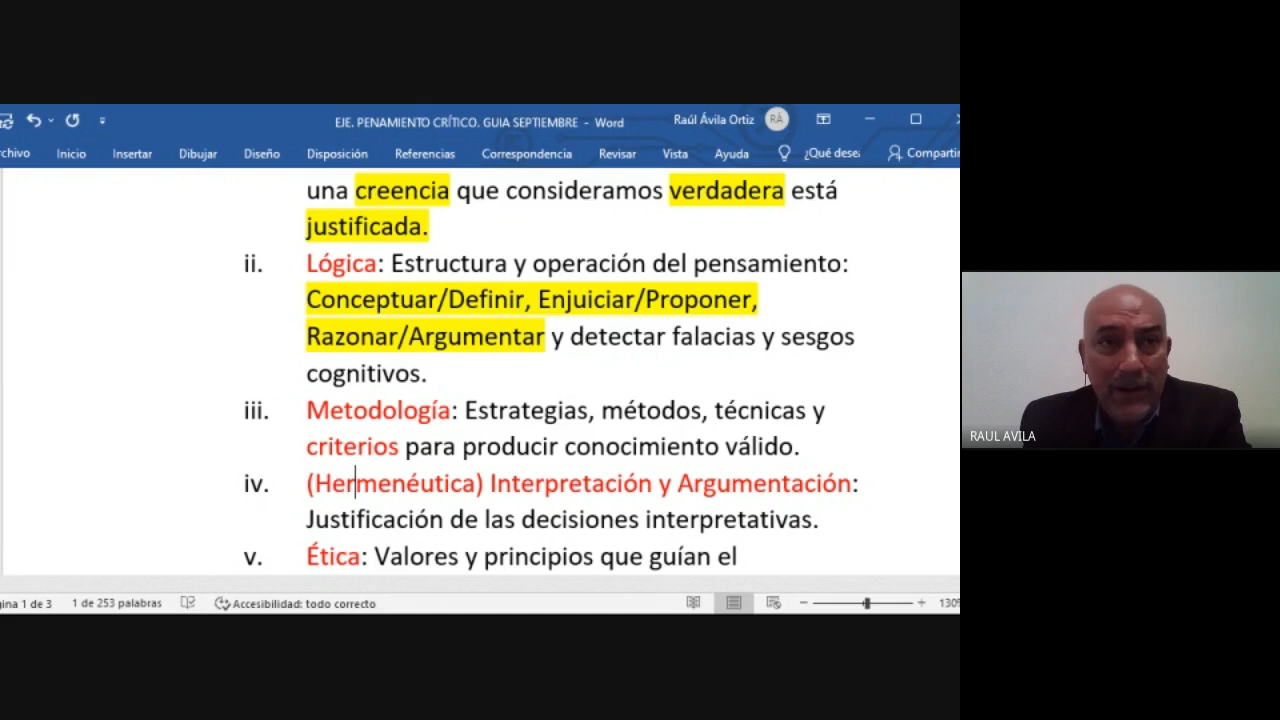 EJE. PENAMIENTO CRÍTICO. GUIA SEPTIEMBRE - Word
Raúl Ávila Ortiz
RÁ
rchivo Inicio Insertar Dibujar Diseño Disposición Referencias Correspondencia Revisar Vista Ayuda ¿Qué dese Compartir
una creencia que consideramos verdadera está
justificada.
ii. Lógica: Estructura y operación del pensamiento:
Conceptuar/Definir, Enjuiciar/Proponer,
Razonar/Argumentar y detectar falacias y sesgos
cognitivos.
iii. Metodología: Estrategias, métodos, técnicas y
criterios para producir conocimiento válido.
iv. (Hermenéutica) Interpretación y Argumentación:
Justificación de las decisiones interpretativas.
v. Ética: Valores y principios que guían el
gina 1 de 3 1 de 253 palabras Accesibilidad: todo correcto 130%
RAUL AVILA